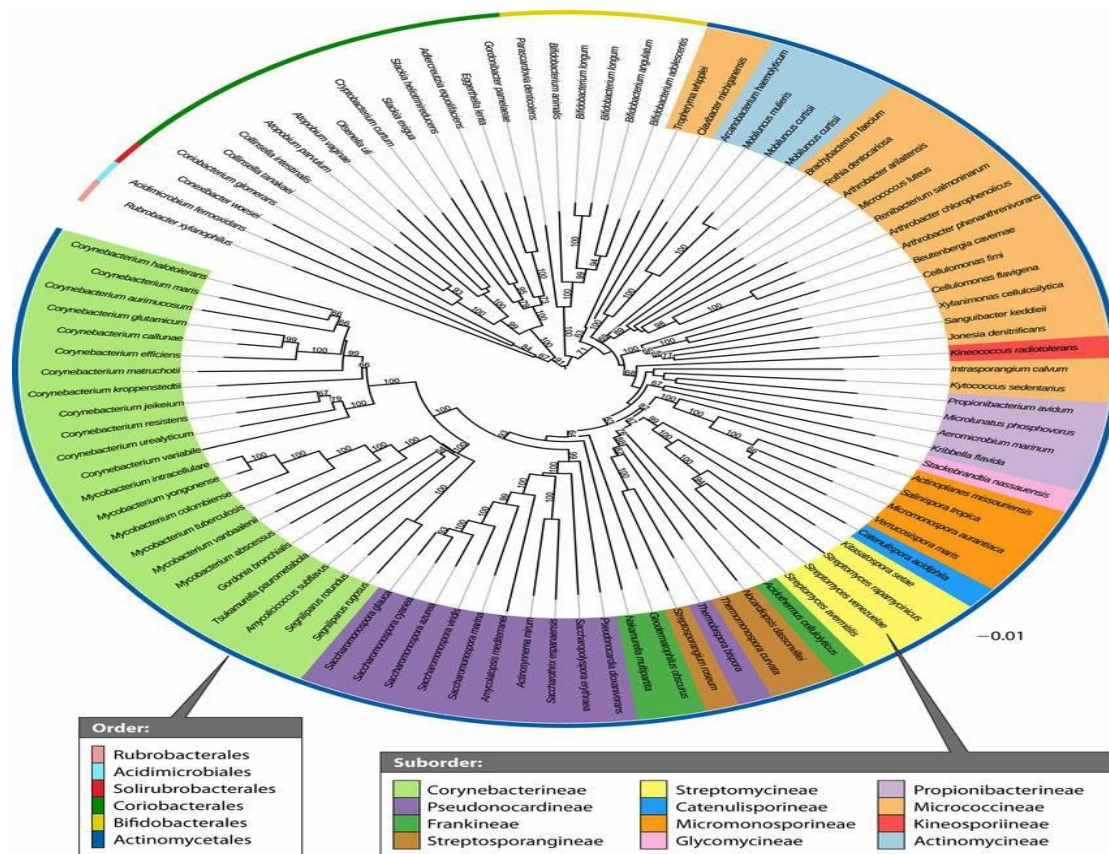 Rubrobacter xylanophilus
Acidimicrobium ferrooxidans
Conexibacter woesei
Coriobacterium glomerans
Collinsella tanakaei
Collinsella intestinalis
Atopobium parvulum
Atopobium vaginae
Olsenella uli
Cryptobacterium curtum
Slackia exigua
Slackia heliotrinireducens
Adlercreutzia equolifaciens
Eggerthella lenta
Gordonibacter pamelaeae
Parascardovia denticolens
Bifidobacterium animalis
Bifidobacterium longum
Bifidobacterium longum
Bifidobacterium angulatum
Bifidobacterium adolescentis
Tropheryma whipplei
Clavibacter michiganensis
Arcanobacterium haemolyticum
Mobiluncus mulieris
Mobiluncus curtisii
Mobiluncus curtisii
Brachybacterium faecium
Rothia dentocariosa
Arthrobacter arilaitensis
Micrococcus luteus
Renibacterium salmoninarum
Arthrobacter chlorophenolicus
Arthrobacter phenanthrenivorans
Beutenbergia cavernae
Cellulomonas fimi
Cellulomonas flavigena
Xylanimonas cellulosilytica
Sanguibacter keddieii
Jonesia denitrificans
Kineococcus radiotolerans
Intrasporangium calvum
Kytococcus sedentarius
Propionibacterium avidum
Microlunatus phosphovorus
Aeromicrobium marinum
Kribbella flavida
Stackebrandtia nassauensis
Actinoplanes missouriensis
Salinispora tropica
Micromonospora aurantiaca
Verrucosispora maris
Catenulispora acidiphila
Kitasatospora setae
Streptomyces rapamycinicus
Streptomyces venezuelae
Streptomyces avermitilis
Acidothermus cellulolyticus
Nocardiopsis dassonvillei
Thermomonospora curvata
Thermobispora bispora
Streptosporangium roseum
Geodermatophilus obscurus
Nakamurella multipartita
Pseudonocardia dioxanivorans
Saccharopolyspora erythraea
Saccharothrix espanaensis
Actinosynnema mirum
Amycolatopsis mediterranei
Saccharomonospora marina
Saccharomonospora viridis
Saccharomonospora azurea
Saccharomonospora cyanea
Saccharomonospora glauca
Segniliparus rugosus
Segniliparus rotundus
Amycolicicoccus subflavus
Tsukamurella paurometabola
Gordonia bronchialis
Mycobacterium abscessus
Mycobacterium vanbaalenii
Mycobacterium tuberculosis
Mycobacterium colombiense
Mycobacterium yongonense
Mycobacterium intracellulare
Corynebacterium variabile
Corynebacterium urealyticum
Corynebacterium resistens
Corynebacterium jeikeium
Corynebacterium kroppenstedtii
Corynebacterium matruchotii
Corynebacterium efficiens
Corynebacterium callunae
Corynebacterium glutamicum
Corynebacterium aurimucosum
Corynebacterium maris
Corynebacterium halotolerans
0.01
Order:
Rubrobacterales
Acidimicrobiales
Solirubrobacterales
Coriobacterales
Bifidobacterales
Actinomycetales
Suborder:
Corynebacterineae
Pseudonocardineae
Frankineae
Streptosporangineae
Streptomycineae
Catenulisporineae
Micromonosporineae
Glycomycineae
Propionibacterineae
Micrococcineae
Kineosporiineae
Actinomycineae